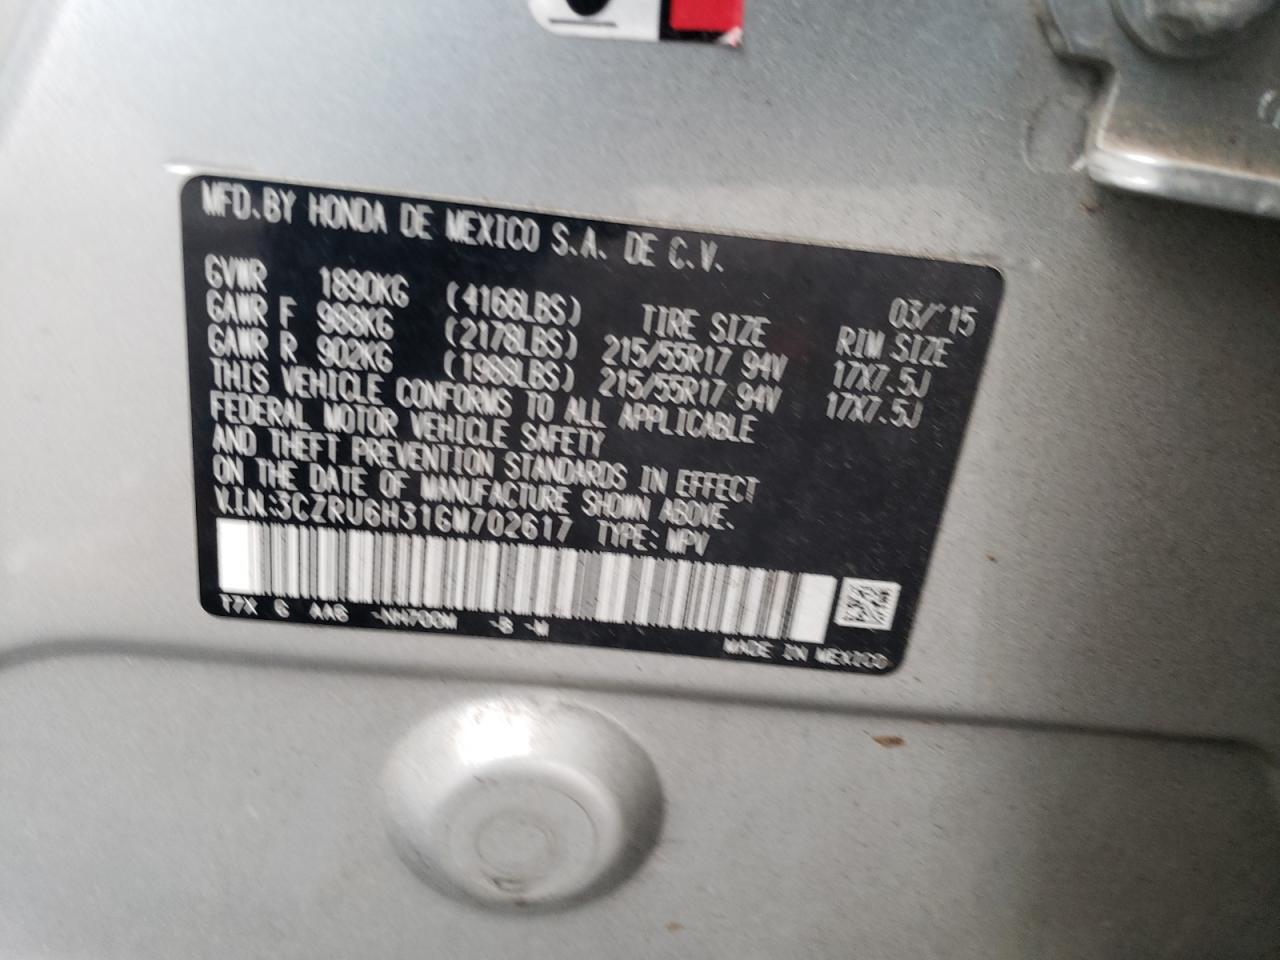 MFD.BY HONDA DE MEXICO S.A. DE C.V.
03/'15
GVWR 1890KG (4166LBS) TIRE SIZE RIM SIZE
GAWR F 988KG (2178LBS) 215/55R17 94V 17X7.5J
GAWR R 902KG (1988LBS) 215/55R17 94V 17X7.5J
THIS VEHICLE CONFORMS TO ALL APPLICABLE
FEDERAL MOTOR VEHICLE SAFETY
AND THEFT PREVENTION STANDARDS IN EFFECT
ON THE DATE OF MANUFACTURE SHOWN ABOVE.
V.I.N.:3CZRU6H31GM702617 TYPE: MPV
T7X G AA6 -NH700M -B -M
MADE IN MEXICO